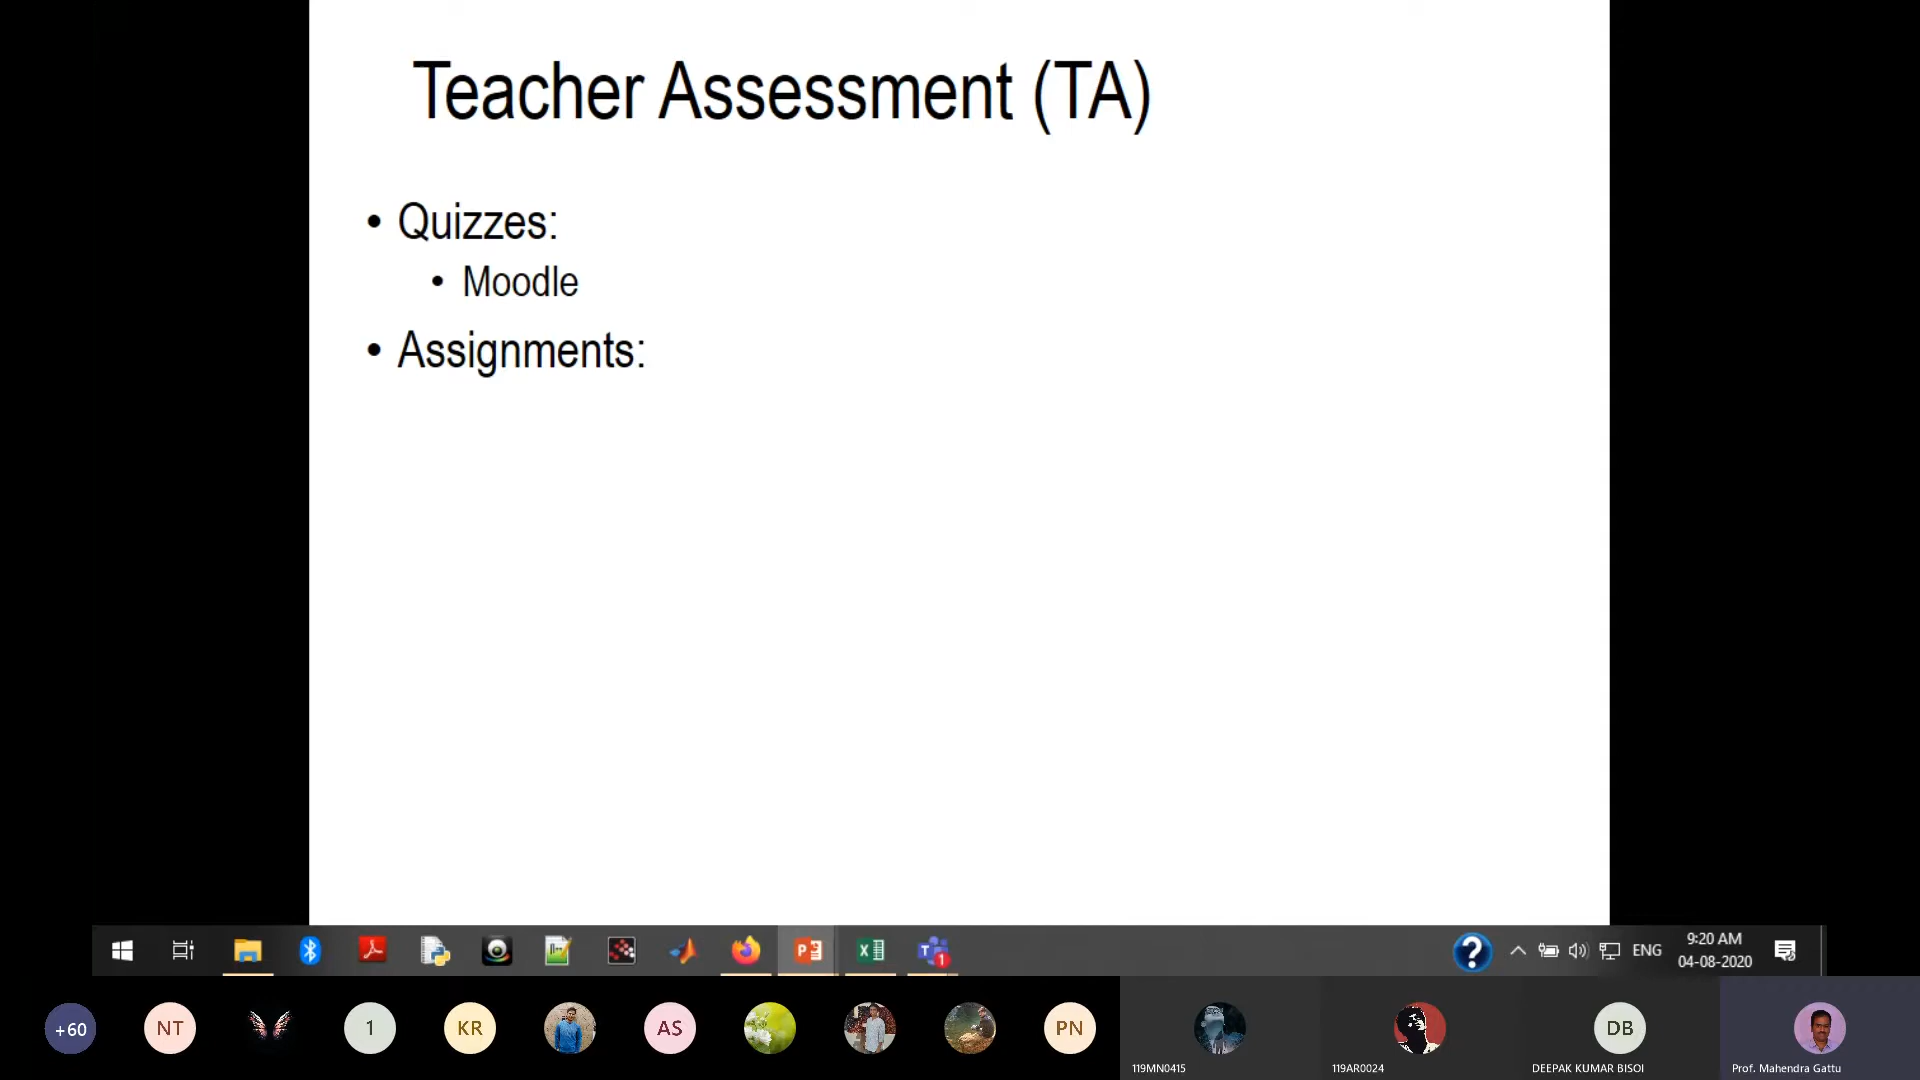 Teacher Assessment (TA)
• Quizzes:
• Moodle
• Assignments:
ENG
9:20 AM
04-08-2020
+60
NT
1
KR
AS
PN
119MN0415
119AR0024
DB
DEEPAK KUMAR BISOI
Prof. Mahendra Gattu